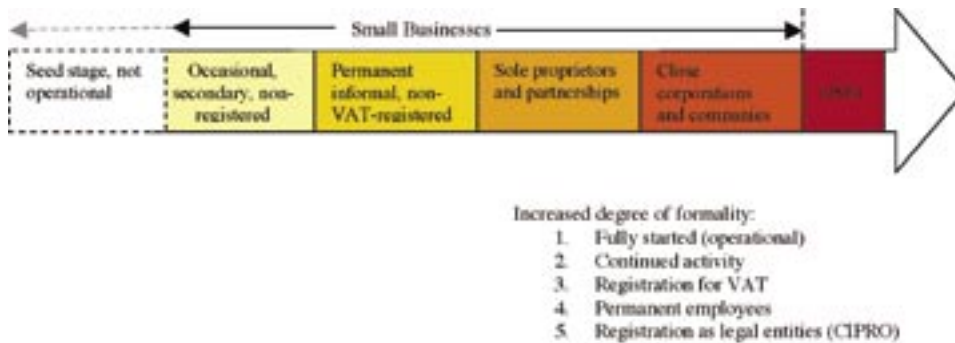 Small Businesses
Seed stage, not
operational
Occasional,
secondary, non-
registered
Permanent
informal, non-
VAT-registered
Sole proprietors
and partnerships
Close
corporations
and companies
Increased degree of formality:
1. Fully started (operational)
2. Continued activity
3. Registration for VAT
4. Permanent employees
5. Registration as legal entities (CIPRO)